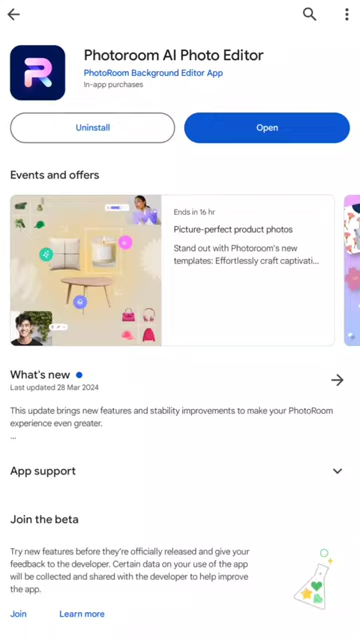 Photoroom AI Photo Editor
PhotoRoom Background Editor App
In-app purchases
Uninstall
Open
Events and offers
Ends in 16 hr
Picture-perfect product photos
Stand out with Photoroom's new
templates: Effortlessly craft captivati...
What's new
Last updated 28 Mar 2024
This update brings new features and stability improvements to make your PhotoRoom
experience even greater.
...
App support
Join the beta
Try new features before they're officially released and give your
feedback to the developer. Certain data on your use of the app
will be collected and shared with the developer to help improve
the app.
Join
Learn more